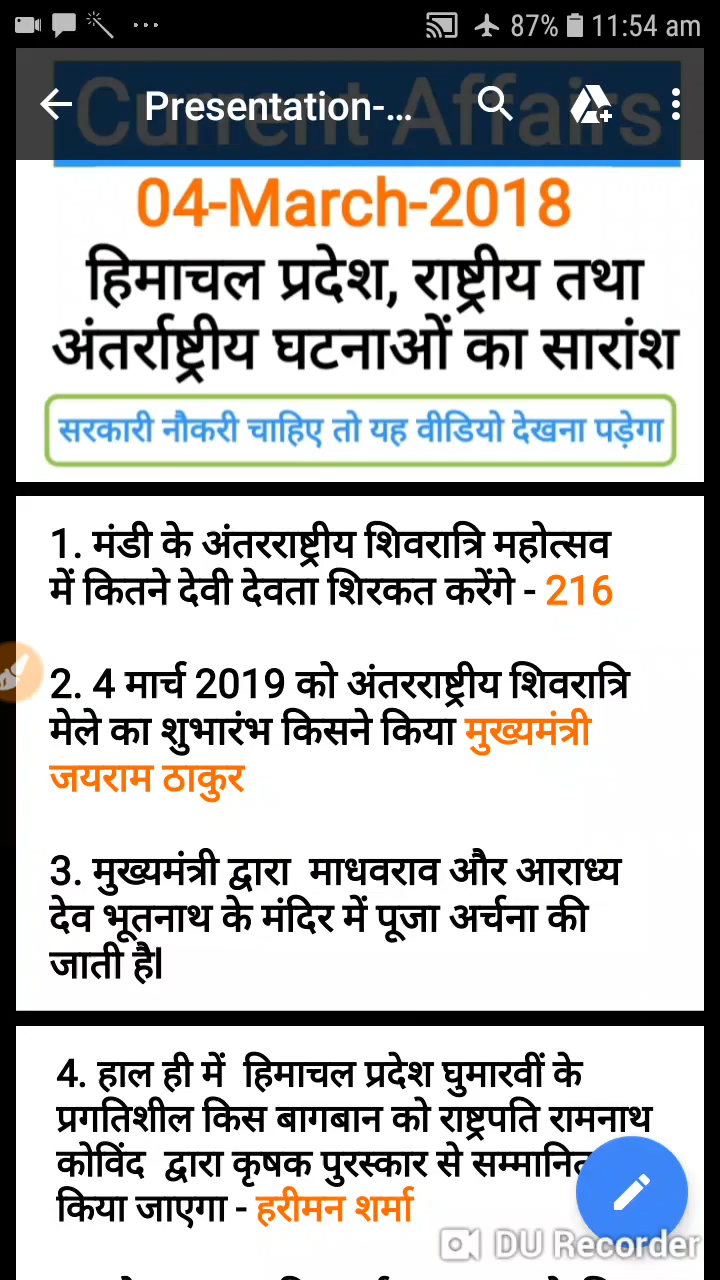 87% 11:54 am
Current Affairs
Presentation-...
04-March-2018
हिमाचल प्रदेश, राष्ट्रीय तथा
अंतर्राष्ट्रीय घटनाओं का सारांश
सरकारी नौकरी चाहिए तो यह वीडियो देखना पड़ेगा
1. मंडी के अंतरराष्ट्रीय शिवरात्रि महोत्सव
में कितने देवी देवता शिरकत करेंगे - 216
2. 4 मार्च 2019 को अंतरराष्ट्रीय शिवरात्रि
मेले का शुभारंभ किसने किया मुख्यमंत्री
जयराम ठाकुर
3. मुख्यमंत्री द्वारा माधवराव और आराध्य
देव भूतनाथ के मंदिर में पूजा अर्चना की
जाती है।
4. हाल ही में हिमाचल प्रदेश घुमारवीं के
प्रगतिशील किस बागबान को राष्ट्रपति रामनाथ
कोविंद द्वारा कृषक पुरस्कार से सम्मानित
किया जाएगा - हरीमन शर्मा
DU Recorder